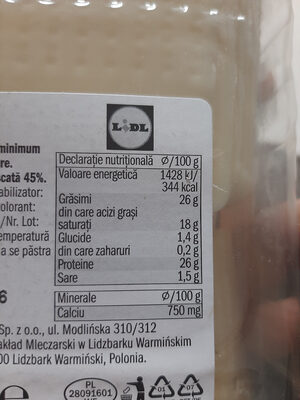 LIDL
minimum
re.
scată 45%.
abilizator:
olorant:
/Nr. Lot:
emperatură
a se păstra
Declarație nutrițională ⌀/100 g
Valoare energetică 1428 kJ/
344 kcal
Grăsimi 26 g
din care acizi grași
saturați 18 g
Glucide 1,4 g
din care zaharuri 0,2 g
Proteine 26 g
Sare 1,5 g
6
Minerale ⌀/100 g
Calciu 750 mg
Sp. z o.o., ul. Modlińska 310/312
akład Mleczarski w Lidzbarku Warmińskim
00 Lidzbark Warmiński, Polonia.
PL
28091601
01
07